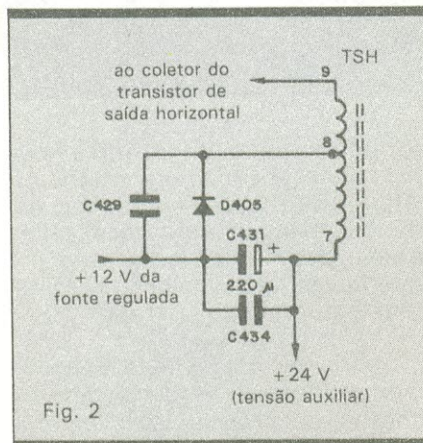 TSH
9
ao coletor do
transistor de
saída horizontal
8
C429
D405
C431
+
7
+12 V da
fonte regulada
220 µ
C434
+24 V
(tensão auxiliar)
Fig. 2